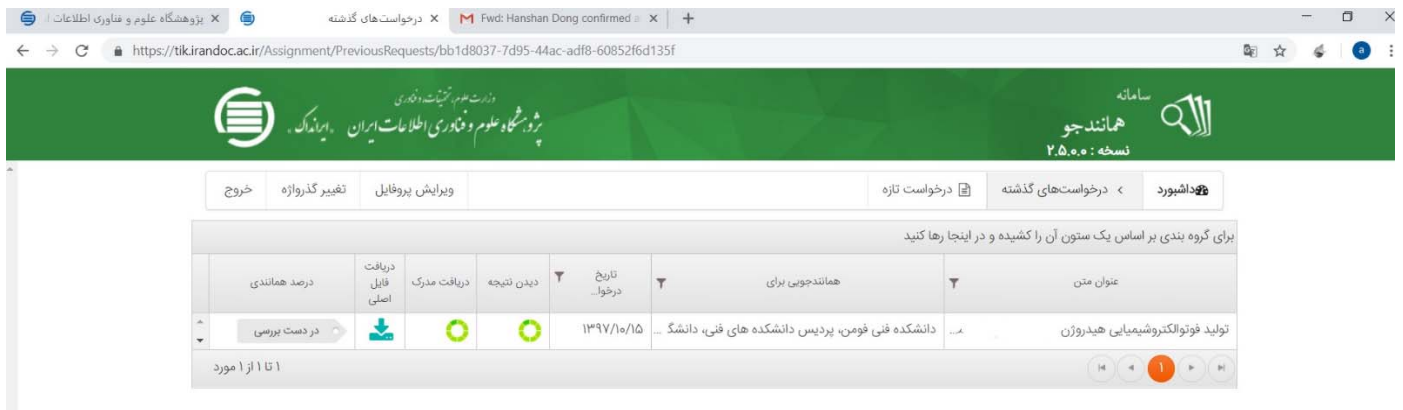 پژوهشگاه علوم و فناوری اطلاعات ا
درخواست‌های گذشته
Fwd: Hanshan Dong confirmed a
https://tik.irandoc.ac.ir/Assignment/PreviousRequests/bb1d8037-7d95-44ac-adf8-60852f6d135f
a
سامانه
همانندجو
نسخه : ۲.۵.۰.۰
وزارت علوم، تحقیقات، و فناوری
پژوهشگاه علوم و فناوری اطلاعات ایران . ایرانداک .
داشبورد
درخواست‌های گذشته
درخواست تازه
ویرایش پروفایل
تغییر گذرواژه
خروج
برای گروه بندی بر اساس یک ستون آن را کشیده و در اینجا رها کنید
عنوان متن
همانندجویی برای
تاریخ درخوا...
دیدن نتیجه
دریافت مدرک
دریافت فایل اصلی
درصد همانندی
تولید فوتوالکتروشیمیایی هیدروژن
دانشکده فنی فومن، پردیس دانشکده های فنی، دانشگ ...
۱۳۹۷/۱۰/۱۵
در دست بررسی
۱
۱ تا ۱ از ۱ مورد